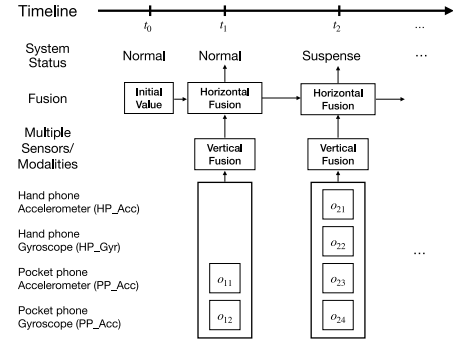 Timeline
t0 t1 t2 ...
System
Status
Normal Normal Suspense ...
Fusion
Initial
Value
Horizontal
Fusion
Horizontal
Fusion
Multiple
Sensors/
Modalities
Vertical
Fusion
Vertical
Fusion
Hand phone
Accelerometer (HP_Acc)
o21
Hand phone
Gyroscope (HP_Gyr)
o22
...
Pocket phone
Accelerometer (PP_Acc)
o11 o23
Pocket phone
Gyroscope (PP_Acc)
o12 o24